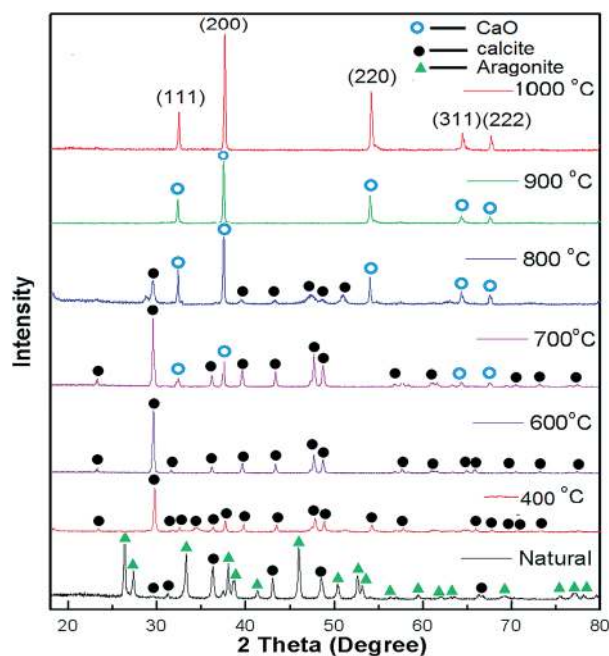 CaO
(200)
calcite
Aragonite
(111)
(220)
1000 °C
(311) (222)
900 °C
800 °C
700°C
600°C
400 °C
Natural
Intensity
20 30 40 50 60 70 80
2 Theta (Degree)